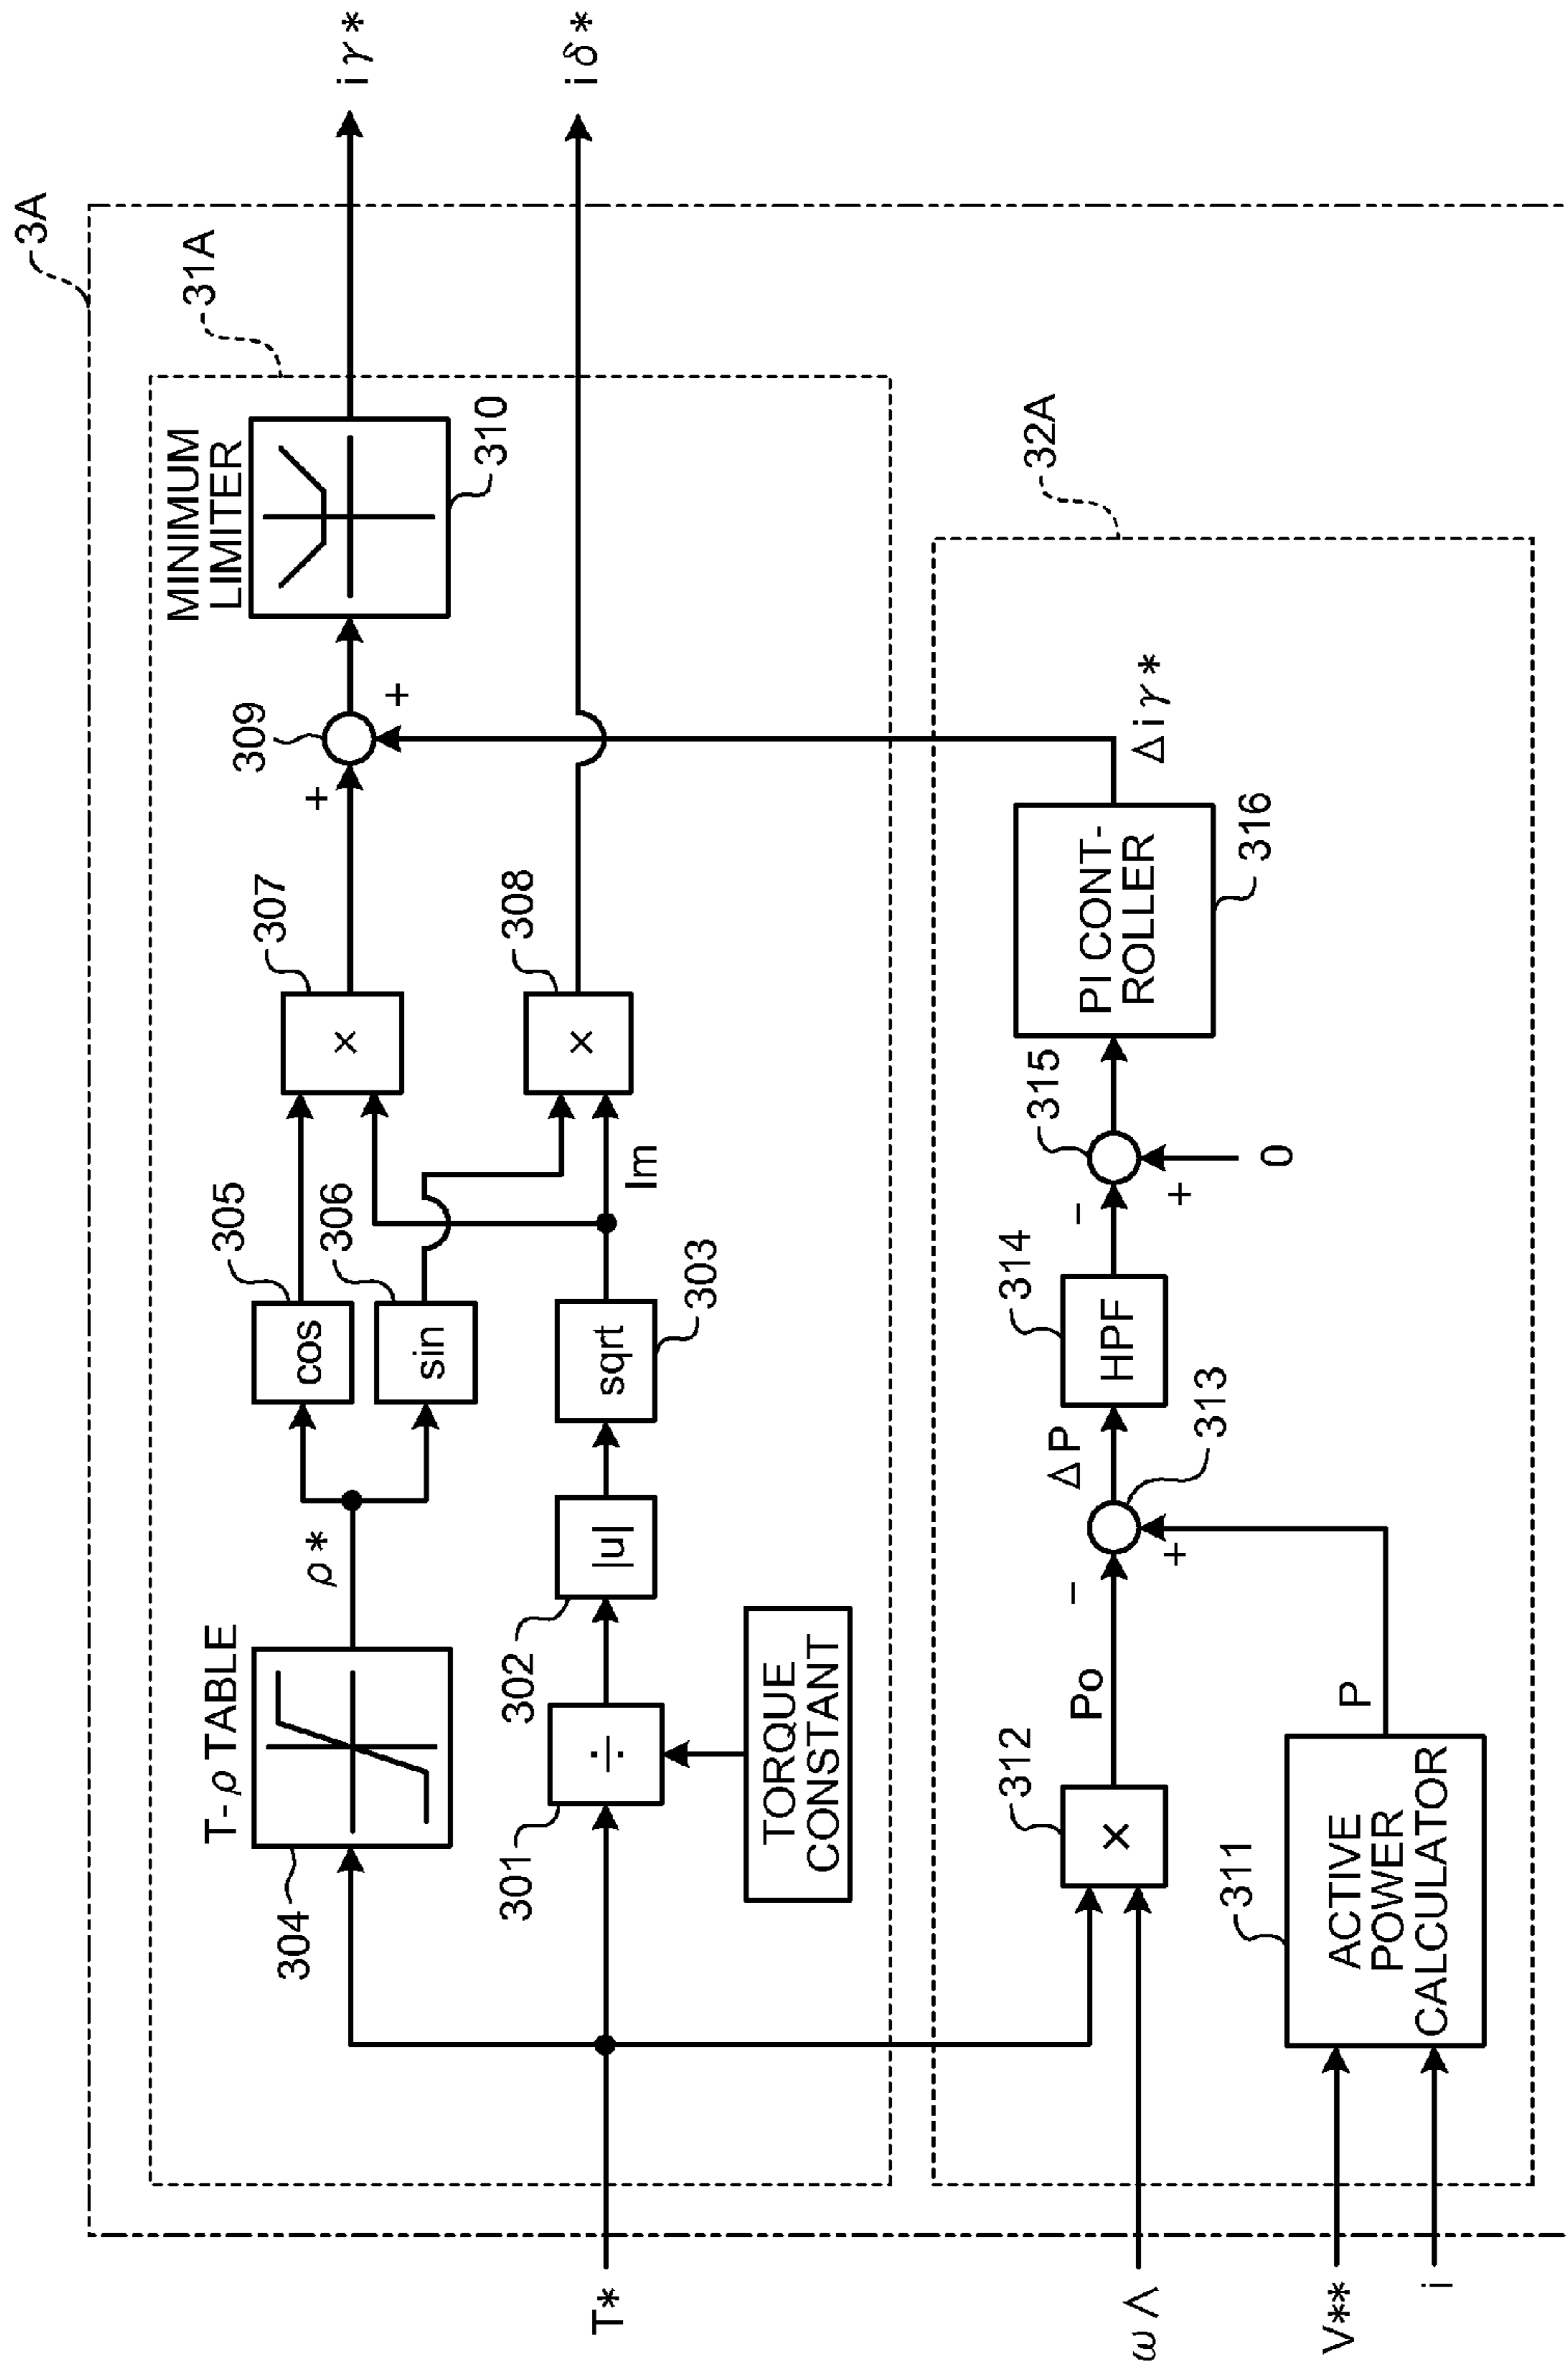 3A
31A
MINIMUM
LIMITER
T-ρ TABLE
ρ*
cos
305
307
309
+
+
310
iγ*
304
sin
306
×
301
÷
302
|u|
sqrt
303
Im
308
×
iδ*
TORQUE
CONSTANT
T*
32A
312
×
Po
−
+
313
ΔP
HPF
314
−
+
0
315
PI CONT-
ROLLER
316
Δiγ*
311
ACTIVE
POWER
CALCULATOR
P
ω^
V**
i